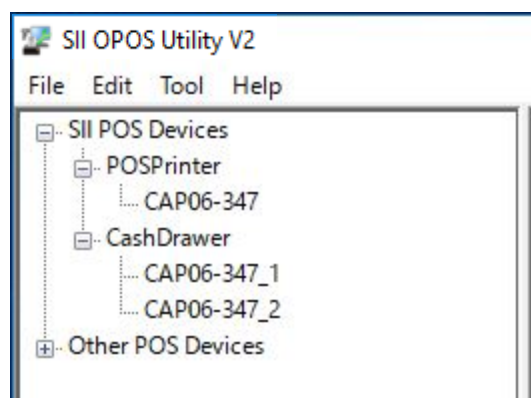 SII OPOS Utility V2
File Edit Tool Help
SII POS Devices
POSPrinter
CAP06-347
CashDrawer
CAP06-347_1
CAP06-347_2
Other POS Devices